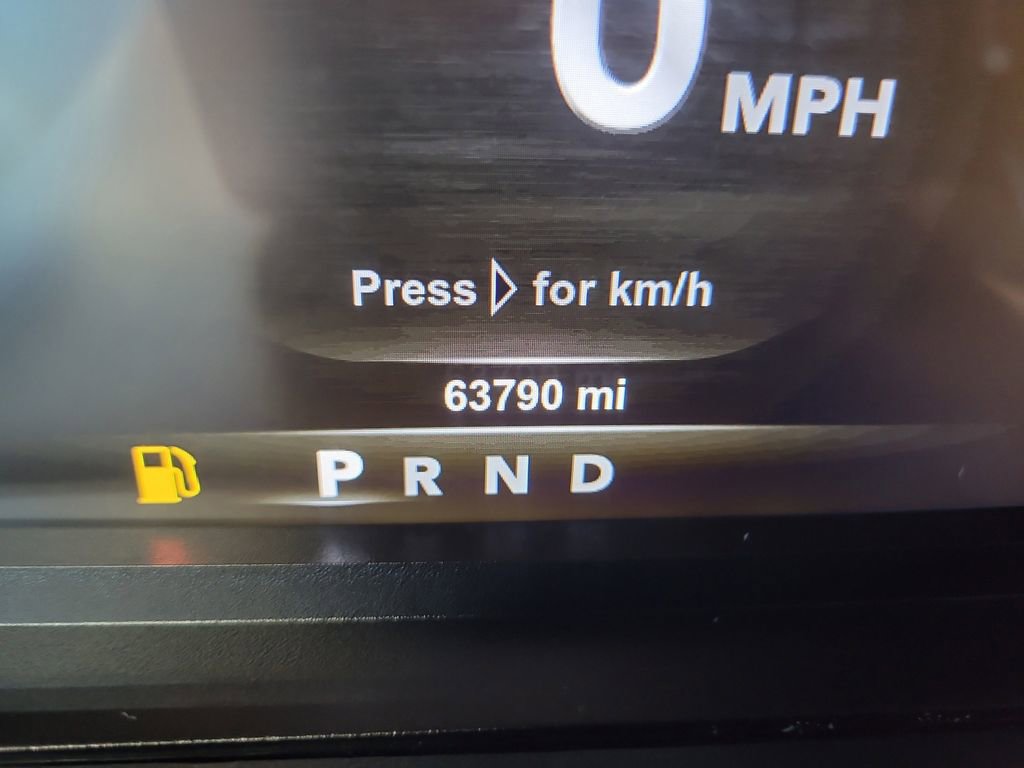 0 MPH
Press ▷ for km/h
63790 mi
P R N D